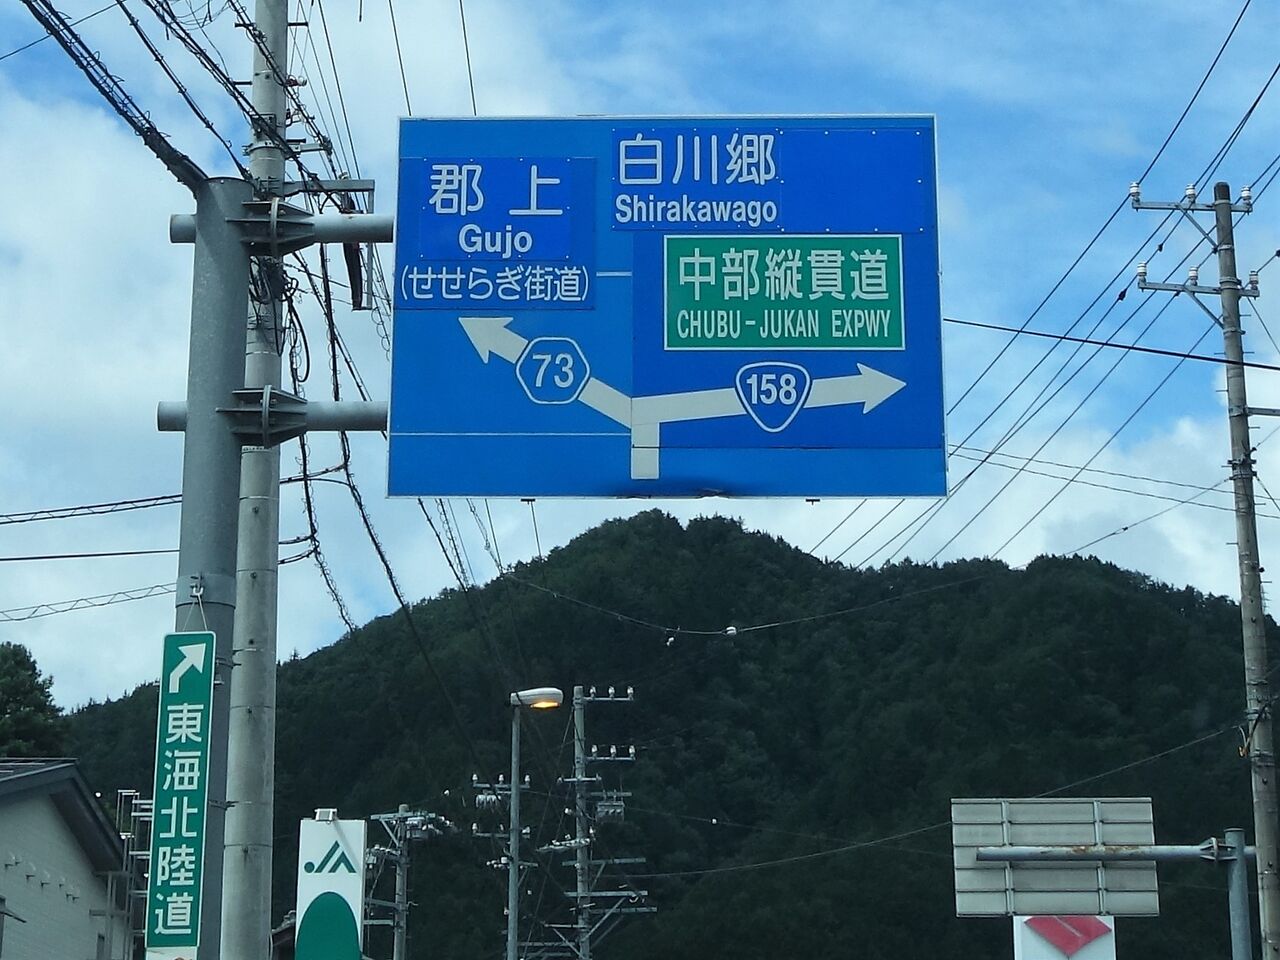 白川郷
Shirakawago
郡上
Gujo
(せせらぎ街道)
中部縦貫道
CHUBU-JUKAN EXPWY
73
158
東海北陸道
JA